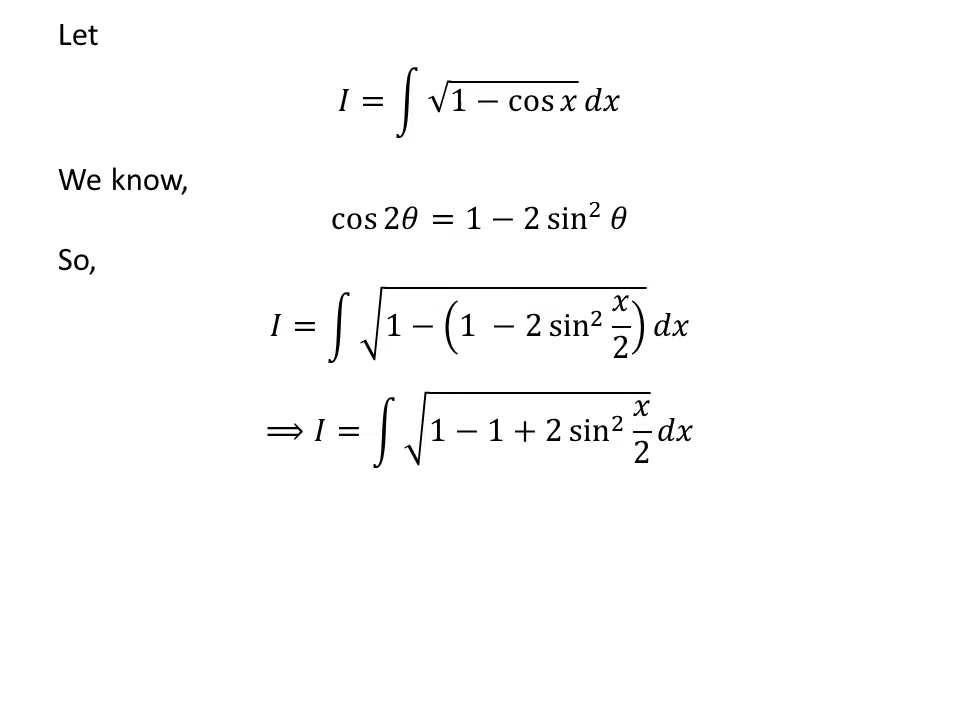 Let
I = ∫ √(1 − cos x) dx
We know,
cos 2θ = 1 − 2 sin² θ
So,
I = ∫ √(1 − (1 − 2 sin² x/2)) dx
⟹ I = ∫ √(1 − 1 + 2 sin² x/2) dx